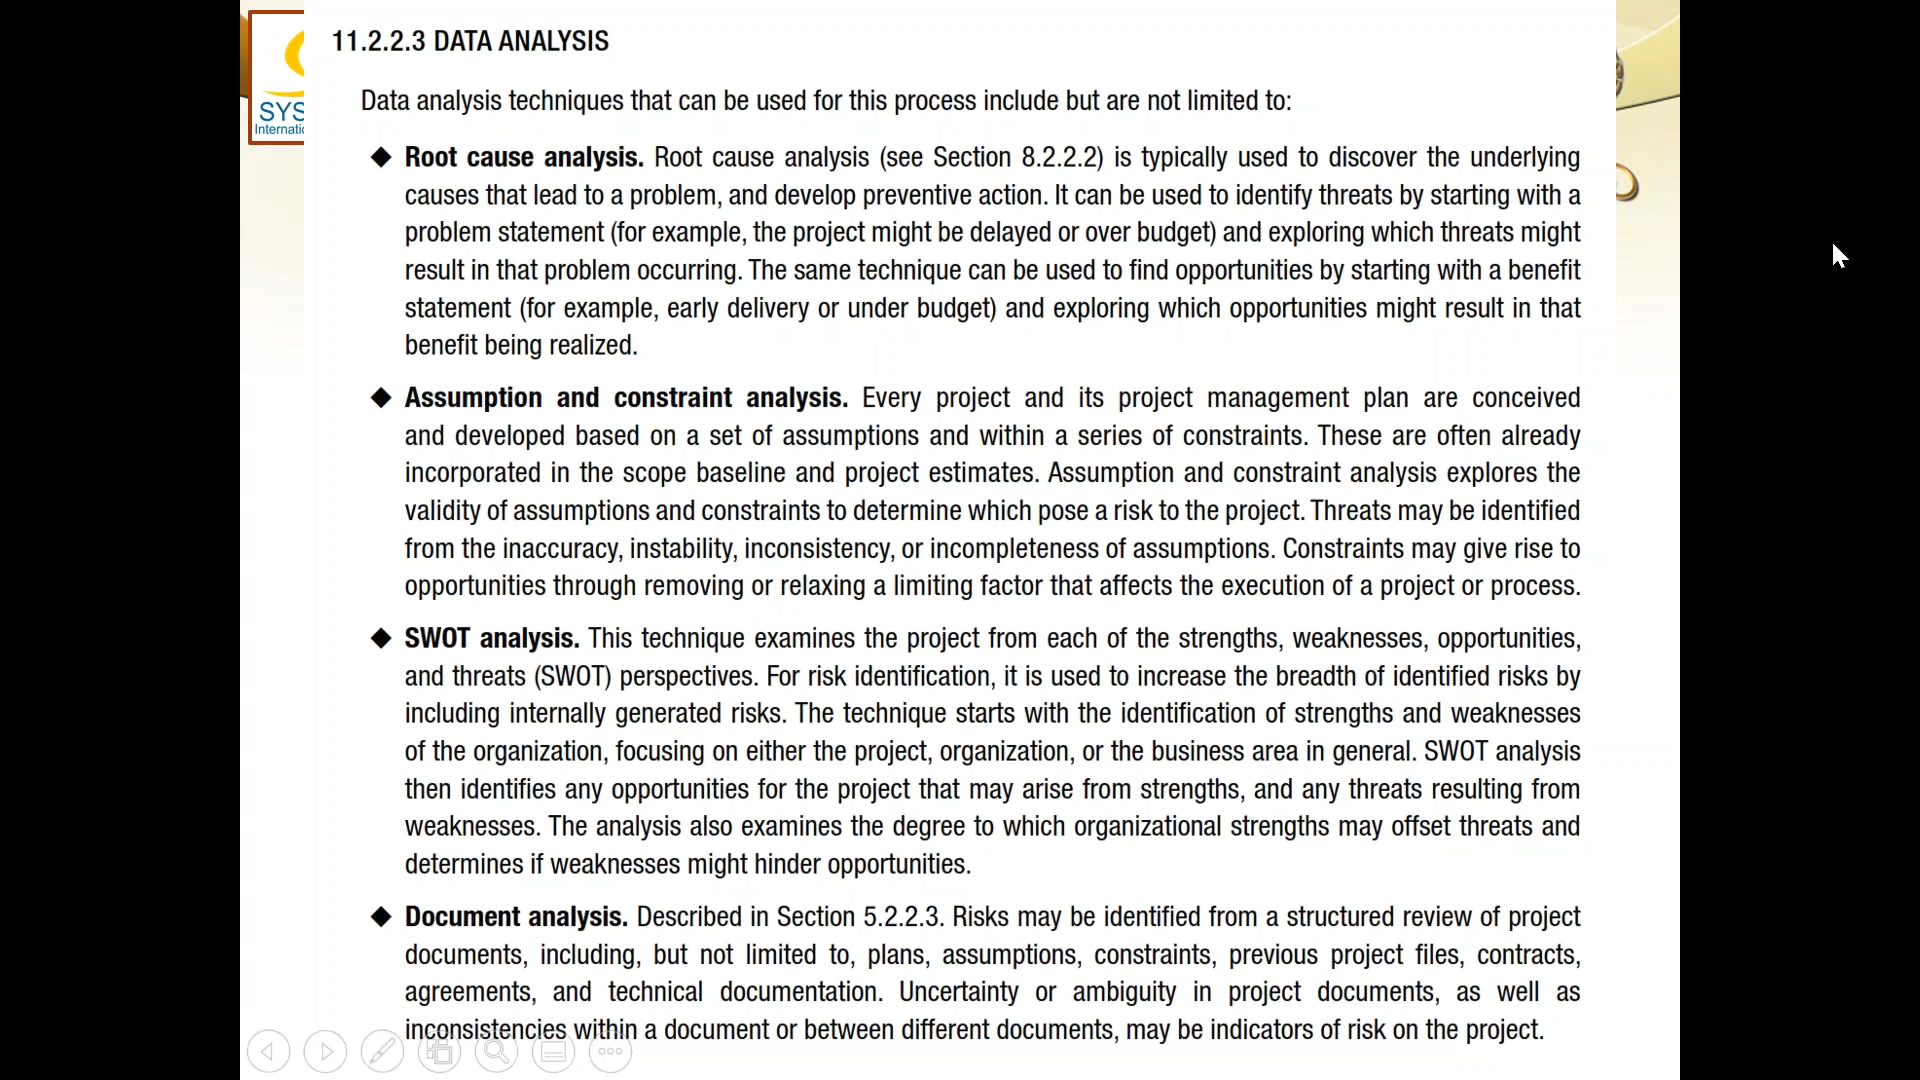 11.2.2.3 DATA ANALYSIS
SYS
Internatio
Data analysis techniques that can be used for this process include but are not limited to:
◆ Root cause analysis. Root cause analysis (see Section 8.2.2.2) is typically used to discover the underlying
causes that lead to a problem, and develop preventive action. It can be used to identify threats by starting with a
problem statement (for example, the project might be delayed or over budget) and exploring which threats might
result in that problem occurring. The same technique can be used to find opportunities by starting with a benefit
statement (for example, early delivery or under budget) and exploring which opportunities might result in that
benefit being realized.
◆ Assumption and constraint analysis. Every project and its project management plan are conceived
and developed based on a set of assumptions and within a series of constraints. These are often already
incorporated in the scope baseline and project estimates. Assumption and constraint analysis explores the
validity of assumptions and constraints to determine which pose a risk to the project. Threats may be identified
from the inaccuracy, instability, inconsistency, or incompleteness of assumptions. Constraints may give rise to
opportunities through removing or relaxing a limiting factor that affects the execution of a project or process.
◆ SWOT analysis. This technique examines the project from each of the strengths, weaknesses, opportunities,
and threats (SWOT) perspectives. For risk identification, it is used to increase the breadth of identified risks by
including internally generated risks. The technique starts with the identification of strengths and weaknesses
of the organization, focusing on either the project, organization, or the business area in general. SWOT analysis
then identifies any opportunities for the project that may arise from strengths, and any threats resulting from
weaknesses. The analysis also examines the degree to which organizational strengths may offset threats and
determines if weaknesses might hinder opportunities.
◆ Document analysis. Described in Section 5.2.2.3. Risks may be identified from a structured review of project
documents, including, but not limited to, plans, assumptions, constraints, previous project files, contracts,
agreements, and technical documentation. Uncertainty or ambiguity in project documents, as well as
inconsistencies within a document or between different documents, may be indicators of risk on the project.